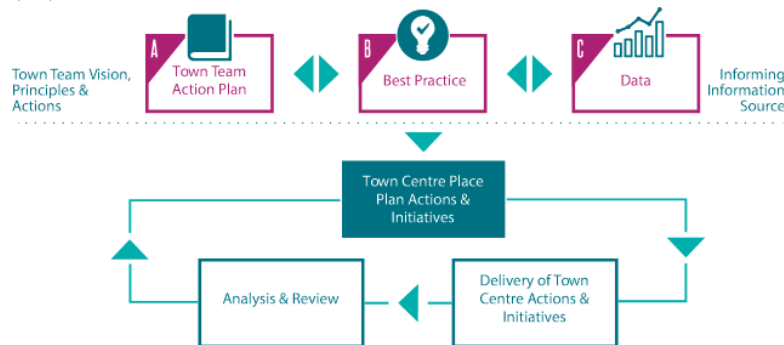 A
Town Team
Action Plan
B
Best Practice
C
Data
Town Team Vision,
Principles &
Actions
Informing
Information
Source
Town Centre Place
Plan Actions &
Initiatives
Analysis & Review
Delivery of Town
Centre Actions &
Initiatives